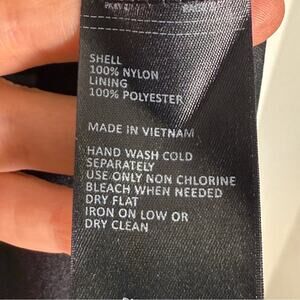 SHELL
100% NYLON
LINING
100% POLYESTER
MADE IN VIETNAM
HAND WASH COLD
SEPARATELY
USE ONLY NON CHLORINE
BLEACH WHEN NEEDED
DRY FLAT
IRON ON LOW OR
DRY CLEAN